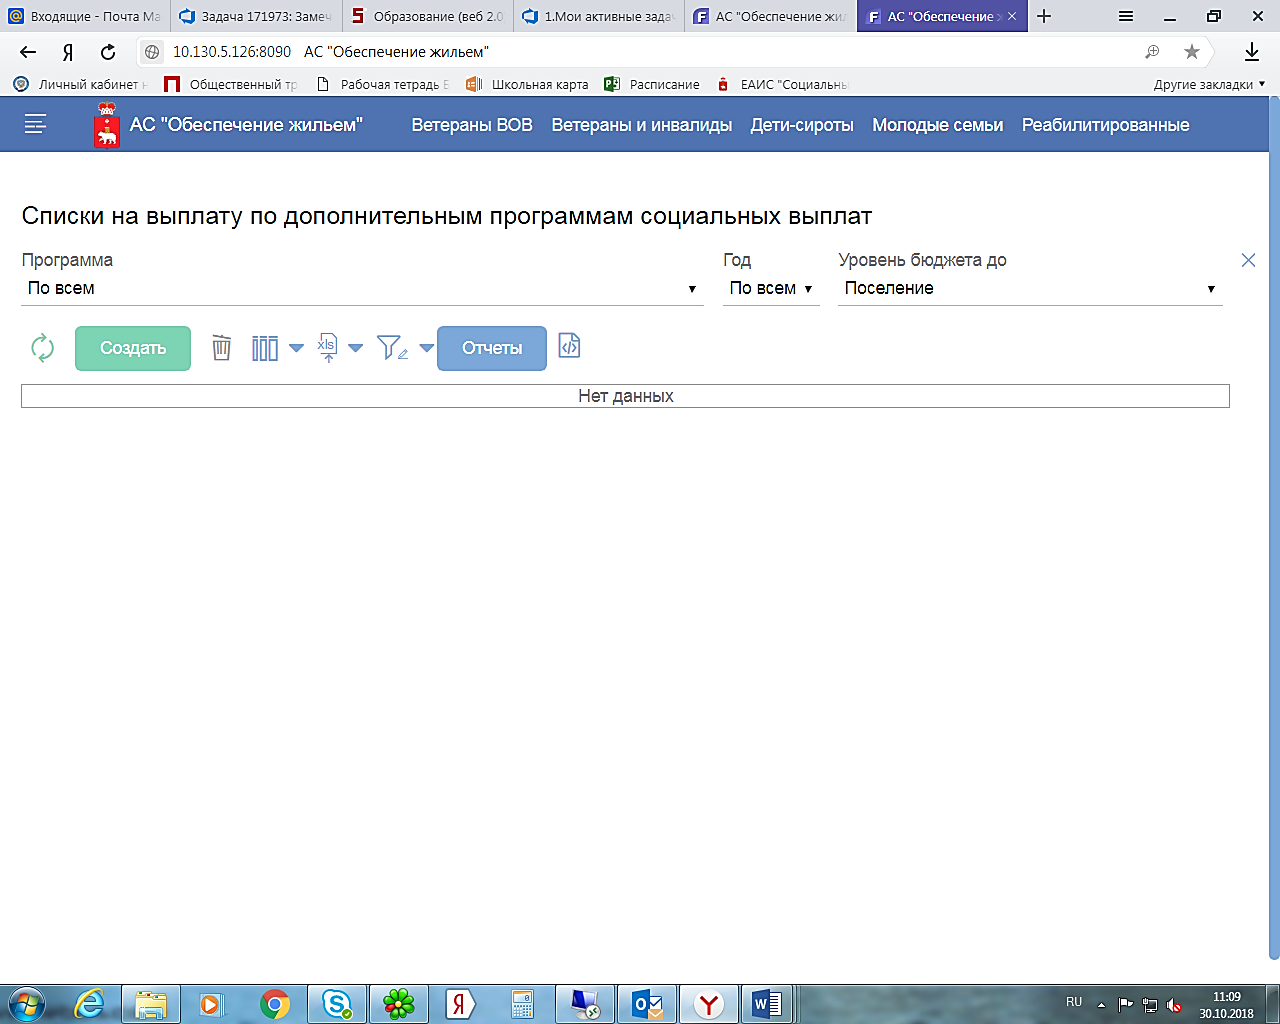 Входящие - Почта Ма
Задача 171973: Замеч
Образование (веб 2.0
1.Мои активные задач
АС "Обеспечение жил
АС "Обеспечение ж
10.130.5.126:8090 АС "Обеспечение жильем"
Личный кабинет н
Общественный тр
Рабочая тетрадь Б
Школьная карта
Расписание
ЕАИС "Социальны
Другие закладки
АС "Обеспечение жильем"
Ветераны ВОВ
Ветераны и инвалиды
Дети-сироты
Молодые семьи
Реабилитированные
Списки на выплату по дополнительным программам социальных выплат
Программа
Год
Уровень бюджета до
По всем
По всем
Поселение
Создать
xls
Отчеты
Нет данных
RU
11:09
30.10.2018